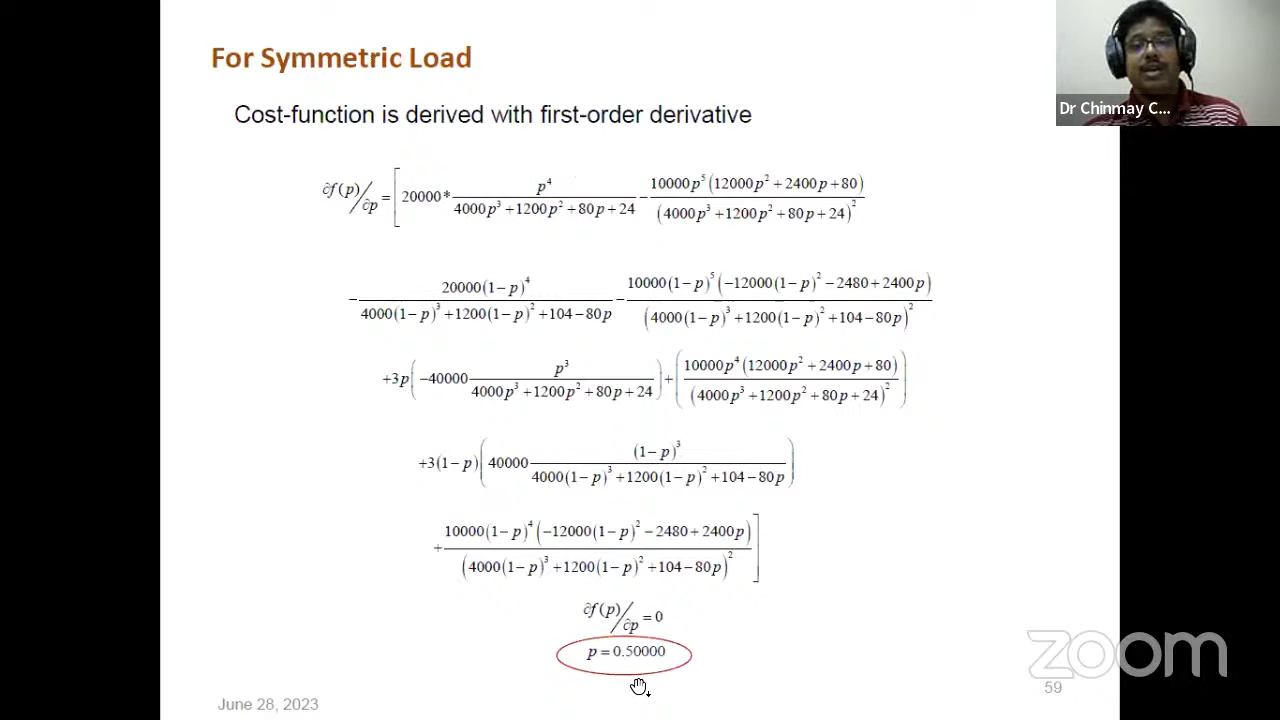 For Symmetric Load
Dr Chinmay C...
Cost-function is derived with first-order derivative
∂f(p)/∂p = [ 20000* p^4 / (4000p^3 + 1200p^2 + 80p + 24) − 10000p^5 (12000p^2 + 2400p + 80) / (4000p^3 + 1200p^2 + 80p + 24)^2
− 20000(1−p)^4 / (4000(1−p)^3 + 1200(1−p)^2 + 104 − 80p) − 10000(1−p)^5 (−12000(1−p)^2 − 2480 + 2400p) / (4000(1−p)^3 + 1200(1−p)^2 + 104 − 80p)^2
+3p ( −40000 p^3 / (4000p^3 + 1200p^2 + 80p + 24) ) + ( 10000p^4 (12000p^2 + 2400p + 80) / (4000p^3 + 1200p^2 + 80p + 24)^2 )
+3(1−p) ( 40000 (1−p)^3 / (4000(1−p)^3 + 1200(1−p)^2 + 104 − 80p) )
+ 10000(1−p)^4 (−12000(1−p)^2 − 2480 + 2400p) / (4000(1−p)^3 + 1200(1−p)^2 + 104 − 80p)^2 ]
∂f(p)/∂p = 0
p = 0.50000
zoom
59
June 28, 2023